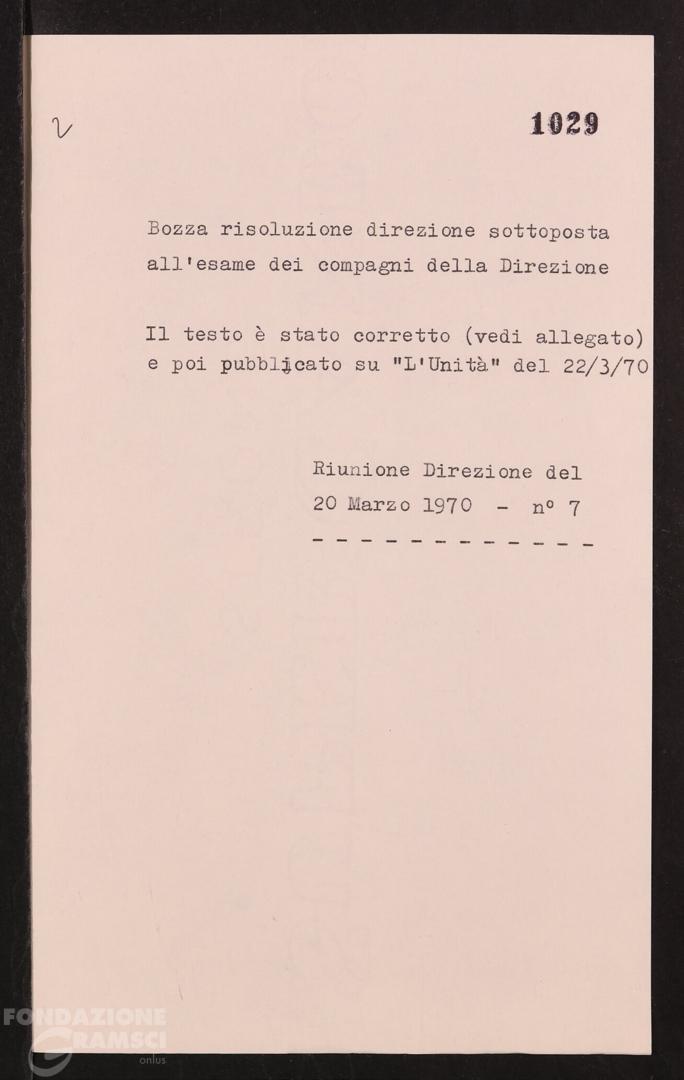 2
1029
Bozza risoluzione direzione sottoposta
all'esame dei compagni della Direzione
Il testo è stato corretto (vedi allegato)
e poi pubblicato su "L'Unità" del 22/3/70
Riunione Direzione del
20 Marzo 1970 - n° 7
- - - - - - - - - - - -
FONDAZIONE
GRAMSCI
onlus